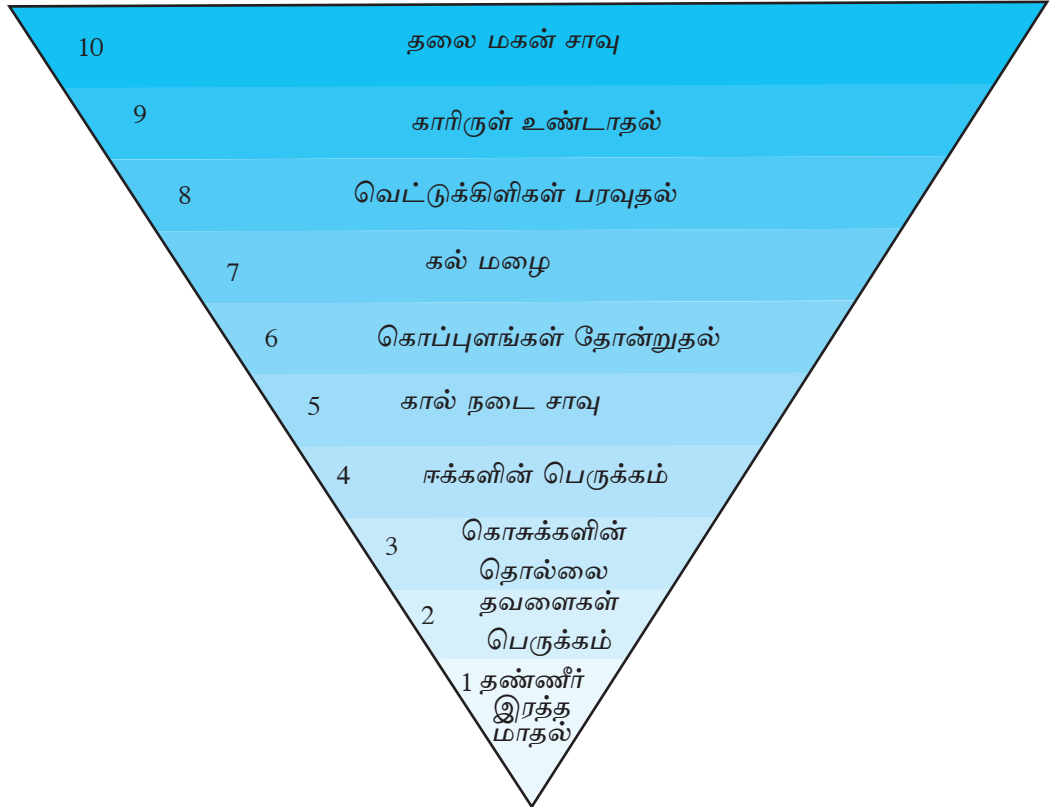 10 தலை மகன் சாவு
9 காரிருள் உண்டாதல்
8 வெட்டுக்கிளிகள் பரவுதல்
7 கல் மழை
6 கொப்புளங்கள் தோன்றுதல்
5 கால் நடை சாவு
4 ஈக்களின் பெருக்கம்
3 கொசுக்களின்
தொல்லை
2 தவளைகள்
பெருக்கம்
1 தண்ணீர்
இரத்த
மாதல்